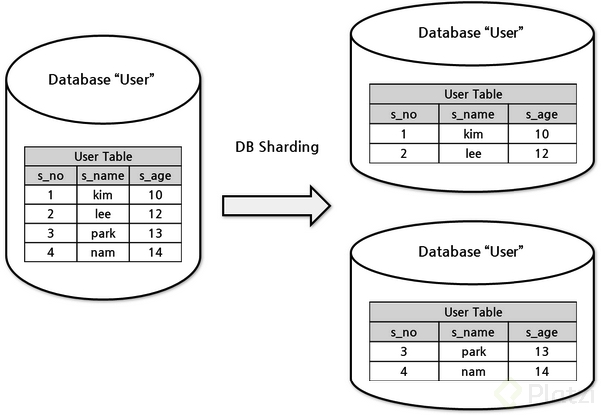 Database “User”
User Table
s_no s_name s_age
1 kim 10
2 lee 12
3 park 13
4 nam 14
DB Sharding
Database “User”
User Table
s_no s_name s_age
1 kim 10
2 lee 12
Database “User”
User Table
s_no s_name s_age
3 park 13
4 nam 14
Platzi